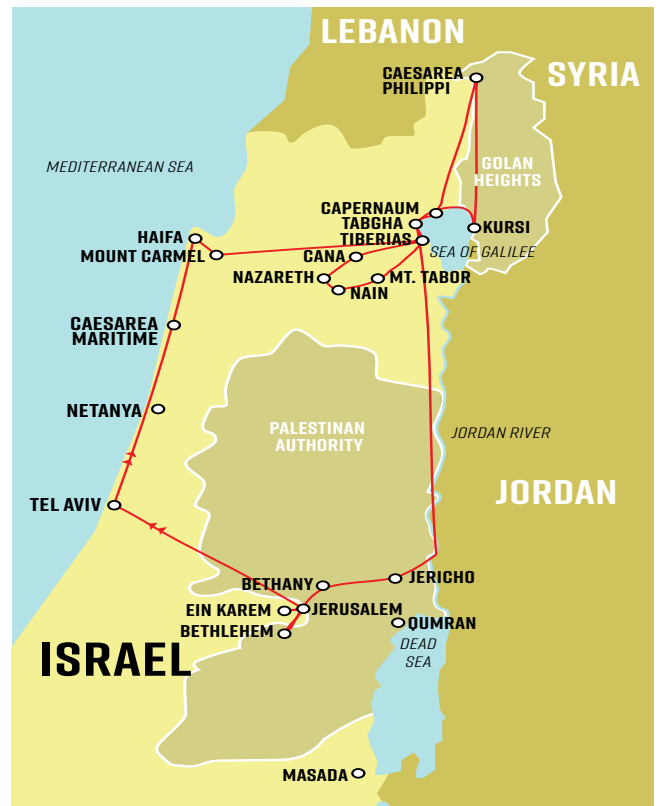 LEBANON
SYRIA
CAESAREA
PHILIPPI
MEDITERRANEAN SEA
GOLAN
HEIGHTS
CAPERNAUM
TABGHA
TIBERIAS
KURSI
HAIFA
MOUNT CARMEL
CANA
SEA OF GALILEE
NAZARETH
MT. TABOR
NAIN
CAESAREA
MARITIME
NETANYA
PALESTINAN
AUTHORITY
JORDAN RIVER
JORDAN
TEL AVIV
BETHANY
JERICHO
EIN KAREM
JERUSALEM
BETHLEHEM
QUMRAN
DEAD
SEA
ISRAEL
MASADA